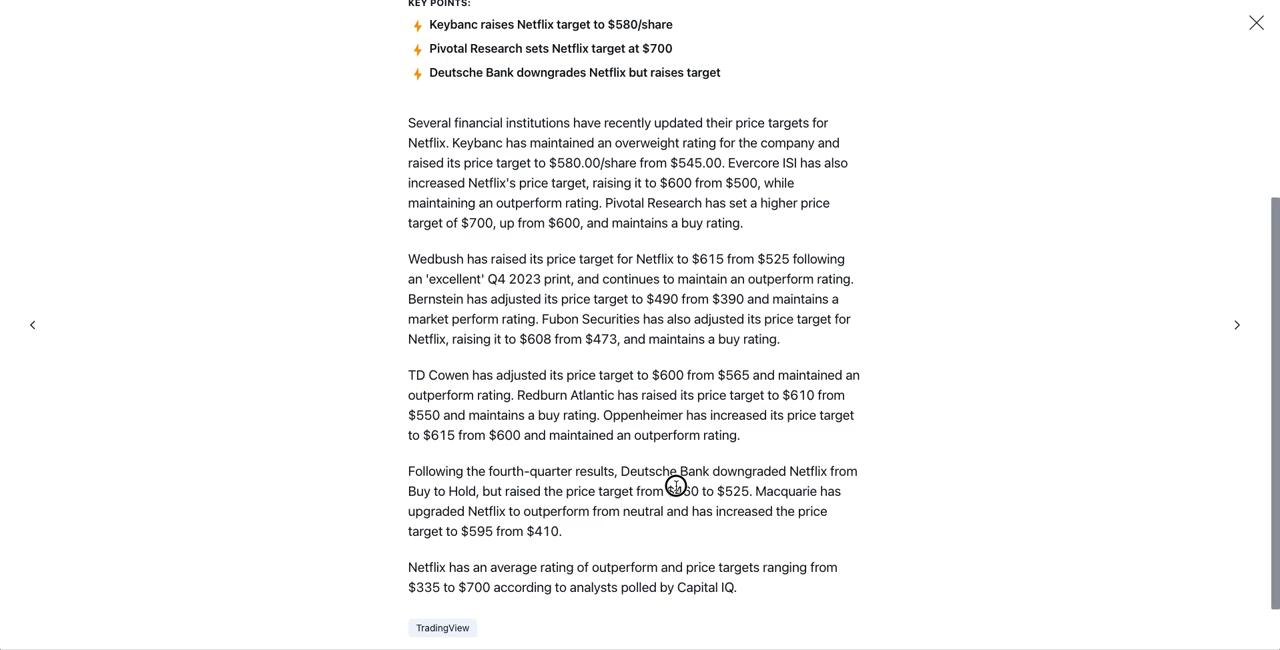 KEY POINTS:
Keybanc raises Netflix target to $580/share
Pivotal Research sets Netflix target at $700
Deutsche Bank downgrades Netflix but raises target
Several financial institutions have recently updated their price targets for
Netflix. Keybanc has maintained an overweight rating for the company and
raised its price target to $580.00/share from $545.00. Evercore ISI has also
increased Netflix's price target, raising it to $600 from $500, while
maintaining an outperform rating. Pivotal Research has set a higher price
target of $700, up from $600, and maintains a buy rating.
Wedbush has raised its price target for Netflix to $615 from $525 following
an 'excellent' Q4 2023 print, and continues to maintain an outperform rating.
Bernstein has adjusted its price target to $490 from $390 and maintains a
market perform rating. Fubon Securities has also adjusted its price target for
Netflix, raising it to $608 from $473, and maintains a buy rating.
TD Cowen has adjusted its price target to $600 from $565 and maintained an
outperform rating. Redburn Atlantic has raised its price target to $610 from
$550 and maintains a buy rating. Oppenheimer has increased its price target
to $615 from $600 and maintained an outperform rating.
Following the fourth-quarter results, Deutsche Bank downgraded Netflix from
Buy to Hold, but raised the price target from to $525. Macquarie has
upgraded Netflix to outperform from neutral and has increased the price
target to $595 from $410.
Netflix has an average rating of outperform and price targets ranging from
$335 to $700 according to analysts polled by Capital IQ.
TradingView